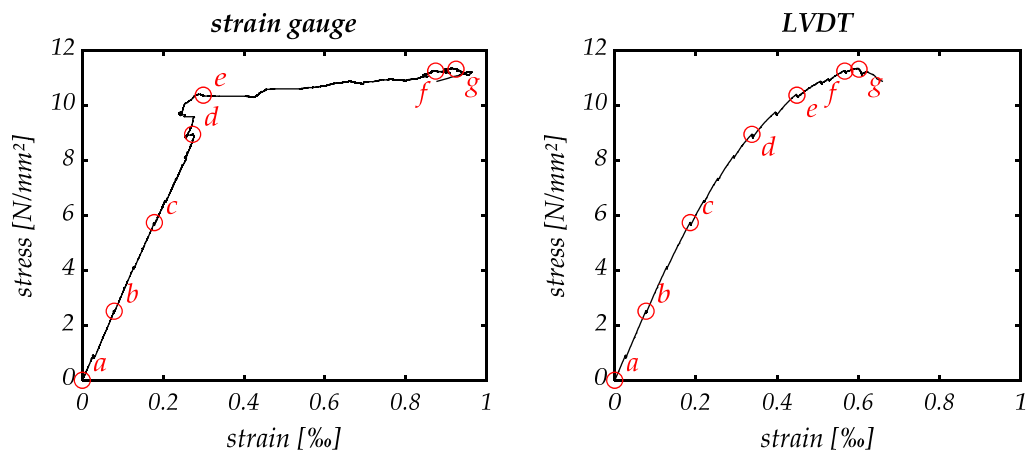 strain gauge
12
10
8
6
4
2
0
stress [N/mm²]
a
b
c
d
e
f
g
0
0.2
0.4
0.6
0.8
1
strain [‰]
LVDT
12
10
8
6
4
2
0
stress [N/mm²]
a
b
c
d
e
f
g
0
0.2
0.4
0.6
0.8
1
strain [‰]